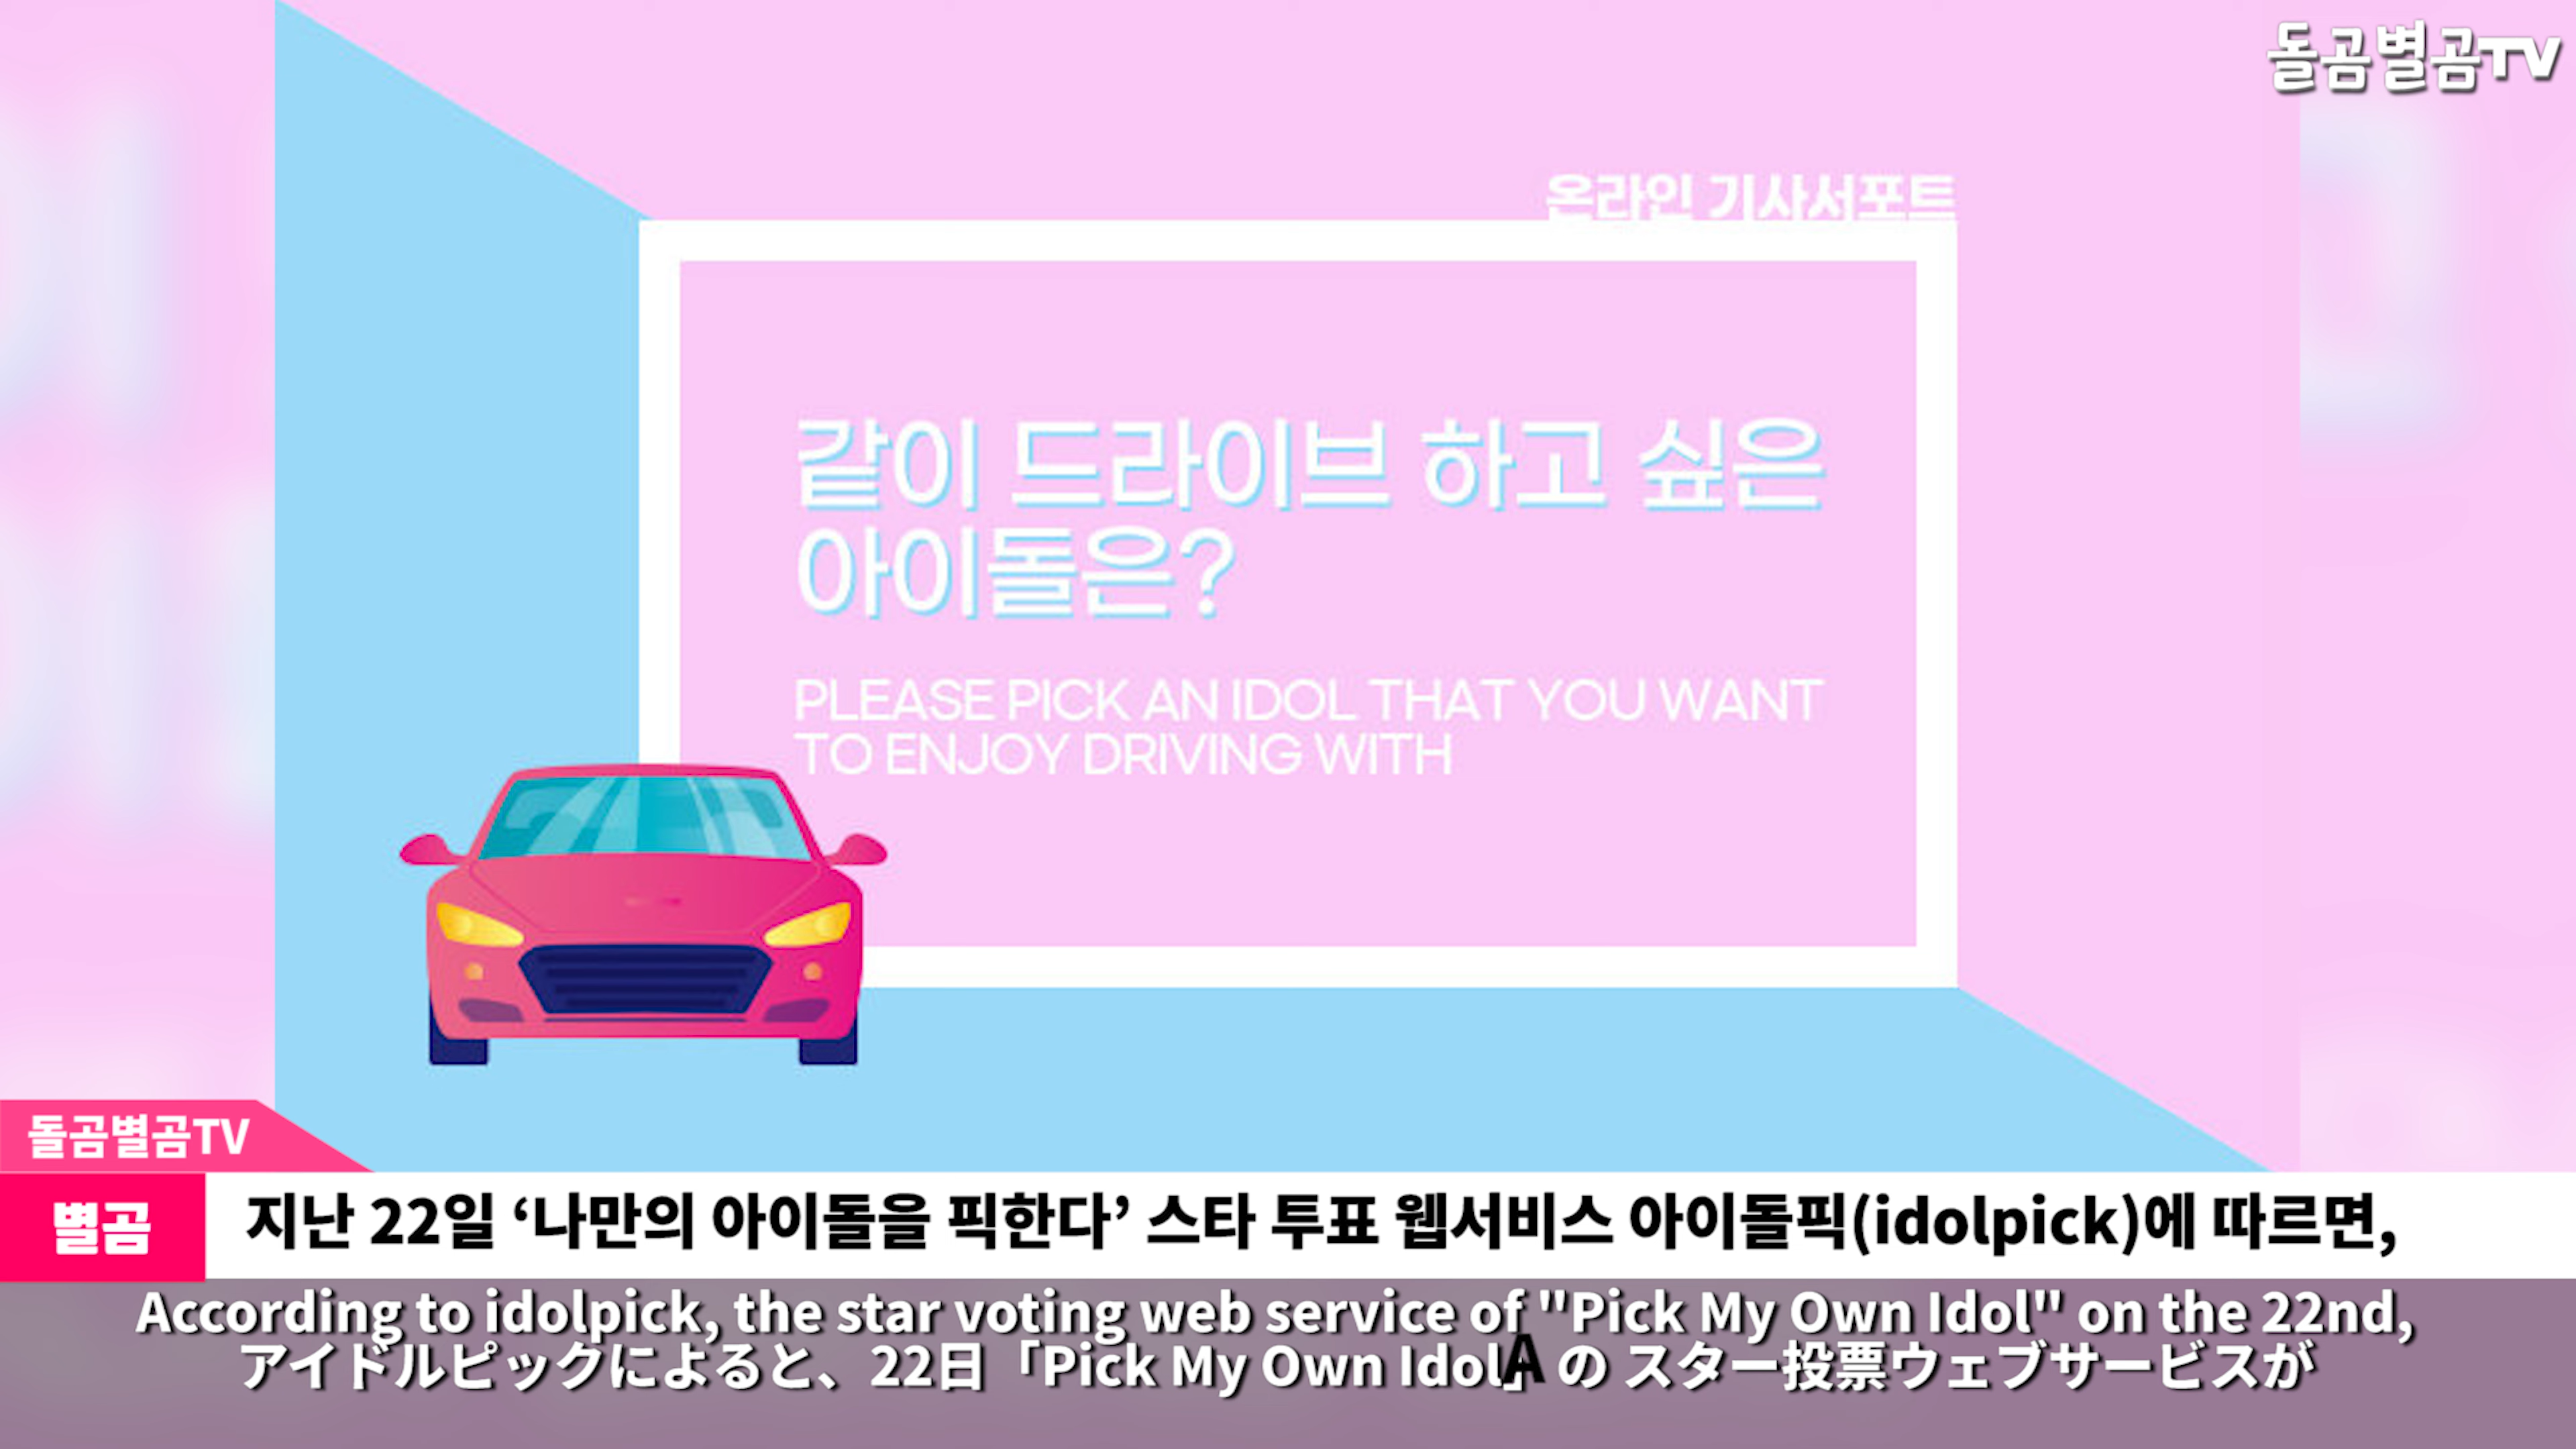 돌곰별곰TV
온라인 기사서포트
같이 드라이브 하고 싶은
아이돌은?
PLEASE PICK AN IDOL THAT YOU WANT
TO ENJOY DRIVING WITH
돌곰별곰TV
별곰
지난 22일 ‘나만의 아이돌을 픽한다’ 스타 투표 웹서비스 아이돌픽(idolpick)에 따르면,
According to idolpick, the star voting web service of "Pick My Own Idol" on the 22nd,
アイドルピックによると、22日「Pick My Own Idol」の スター投票ウェブサービスが
A